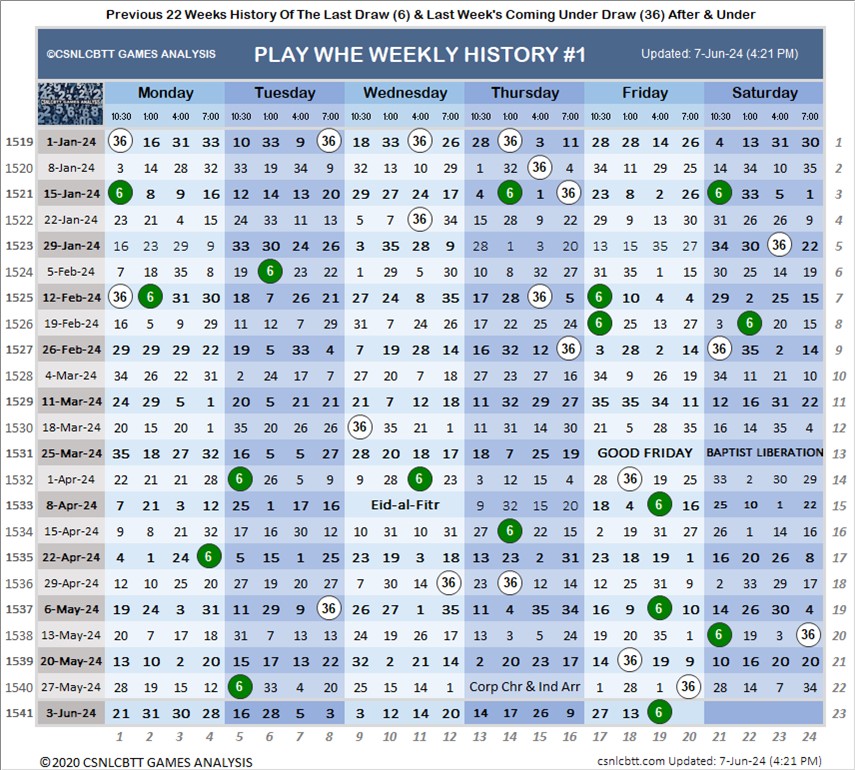 Previous 22 Weeks History Of The Last Draw (6) & Last Week's Coming Under Draw (36) After & Under
©CSNLCBTT GAMES ANALYSIS PLAY WHE WEEKLY HISTORY #1 Updated: 7-Jun-24 (4:21 PM)
CSNLCBTT GAMES ANALYSIS Monday Tuesday Wednesday Thursday Friday Saturday
10:30 1:00 4:00 7:00 10:30 1:00 4:00 7:00 10:30 1:00 4:00 7:00 10:30 1:00 4:00 7:00 10:30 1:00 4:00 7:00 10:30 1:00 4:00 7:00
1519 1-Jan-24 36 16 31 33 10 33 9 36 18 33 36 26 28 36 3 11 28 28 14 26 4 13 31 30 1
1520 8-Jan-24 3 14 28 32 33 19 34 9 32 13 10 29 1 32 36 4 34 11 29 25 14 34 10 35 2
1521 15-Jan-24 6 8 9 16 12 14 13 20 29 27 24 17 4 6 1 36 23 8 2 26 6 33 5 1 3
1522 22-Jan-24 23 21 4 15 24 33 11 13 5 7 36 34 15 28 9 22 29 9 13 30 31 26 26 9 4
1523 29-Jan-24 16 23 29 9 33 30 24 26 3 35 28 9 28 1 3 20 13 15 35 27 34 30 36 22 5
1524 5-Feb-24 7 18 35 8 19 6 23 22 1 29 5 30 10 8 32 27 31 35 1 15 30 25 14 19 6
1525 12-Feb-24 36 6 31 30 18 7 26 21 27 24 8 35 17 28 36 5 6 10 4 4 29 2 25 15 7
1526 19-Feb-24 16 5 9 29 11 12 7 29 31 7 24 26 17 22 25 24 6 25 13 27 3 6 20 15 8
1527 26-Feb-24 29 29 29 22 19 5 33 4 7 19 28 14 16 32 12 36 3 28 2 14 36 35 2 14 9
1528 4-Mar-24 34 26 22 31 2 24 17 7 27 20 7 18 27 23 27 16 34 9 26 19 34 11 21 10 10
1529 11-Mar-24 24 29 5 1 20 5 21 21 21 7 12 18 11 32 29 27 35 35 34 11 12 16 31 22 11
1530 18-Mar-24 20 15 20 1 35 20 26 26 36 35 21 1 11 31 14 30 21 5 28 35 16 14 35 4 12
1531 25-Mar-24 35 18 27 32 16 5 5 27 28 20 18 17 18 7 25 19 GOOD FRIDAY BAPTIST LIBERATION 13
1532 1-Apr-24 22 21 21 28 6 26 5 9 9 28 6 23 3 12 5 14 28 36 19 25 33 2 30 29 14
1533 8-Apr-24 7 21 3 12 25 1 17 16 Eid-al-Fitr 9 32 15 20 18 4 6 16 25 10 1 22 15
1534 15-Apr-24 9 8 21 32 17 16 30 12 10 31 10 31 27 6 22 15 2 19 31 27 26 1 14 16 16
1535 22-Apr-24 4 1 24 6 5 15 1 25 23 19 3 18 13 23 2 31 23 18 19 1 16 20 26 8 17
1536 29-Apr-24 12 10 25 20 27 19 20 27 7 30 14 36 23 36 12 14 12 25 31 9 2 33 29 17 18
1537 6-May-24 19 24 3 31 11 29 9 36 26 27 1 35 11 4 35 34 16 9 6 10 14 26 30 4 19
1538 13-May-24 20 7 17 18 31 7 13 13 24 19 26 17 13 3 5 24 19 20 35 1 6 19 3 36 20
1539 20-May-24 13 10 2 20 15 17 13 22 32 2 21 14 2 20 23 17 14 36 19 9 10 16 20 20 21
1540 27-May-24 28 19 15 12 6 33 4 20 25 15 14 1 Corp Chr & Ind Arr 1 28 1 36 28 14 7 34 22
1541 3-Jun-24 21 31 30 28 16 28 5 3 3 12 14 20 14 17 26 9 27 13 6 23
1 2 3 4 5 6 7 8 9 10 11 12 13 14 15 16 17 18 19 20 21 22 23 24
©2020 CSNLCBTT GAMES ANALYSIS csnlcbtt.com Updated: 7-Jun-24 (4:21 PM)